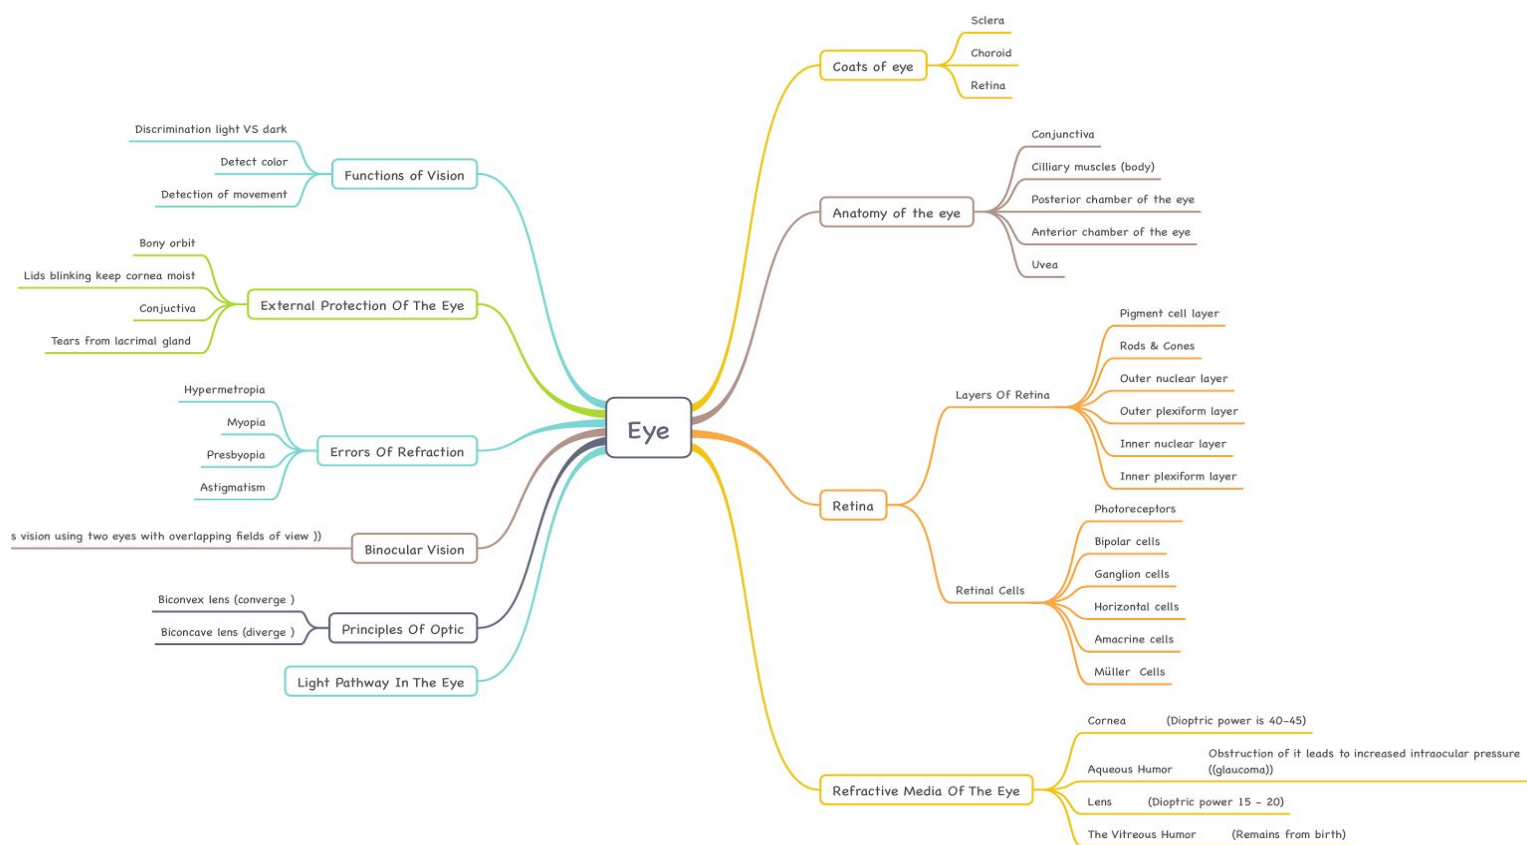 Eye
Coats of eye
Sclera
Choroid
Retina
Anatomy of the eye
Conjunctiva
Cilliary muscles (body)
Posterior chamber of the eye
Anterior chamber of the eye
Uvea
Retina
Layers Of Retina
Pigment cell layer
Rods & Cones
Outer nuclear layer
Outer plexiform layer
Inner nuclear layer
Inner plexiform layer
Retinal Cells
Photoreceptors
Bipolar cells
Ganglion cells
Horizontal cells
Amacrine cells
Müller Cells
Refractive Media Of The Eye
Cornea (Dioptric power is 40-45)
Aqueous Humor
Obstruction of it leads to increased intraocular pressure
((glaucoma))
Lens (Dioptric power 15 - 20)
The Vitreous Humor (Remains from birth)
Functions of Vision
Discrimination light VS dark
Detect color
Detection of movement
External Protection Of The Eye
Bony orbit
Lids blinking keep cornea moist
Conjuctiva
Tears from lacrimal gland
Errors Of Refraction
Hypermetropia
Myopia
Presbyopia
Astigmatism
Binocular Vision
s vision using two eyes with overlapping fields of view ))
Principles Of Optic
Biconvex lens (converge )
Biconcave lens (diverge )
Light Pathway In The Eye